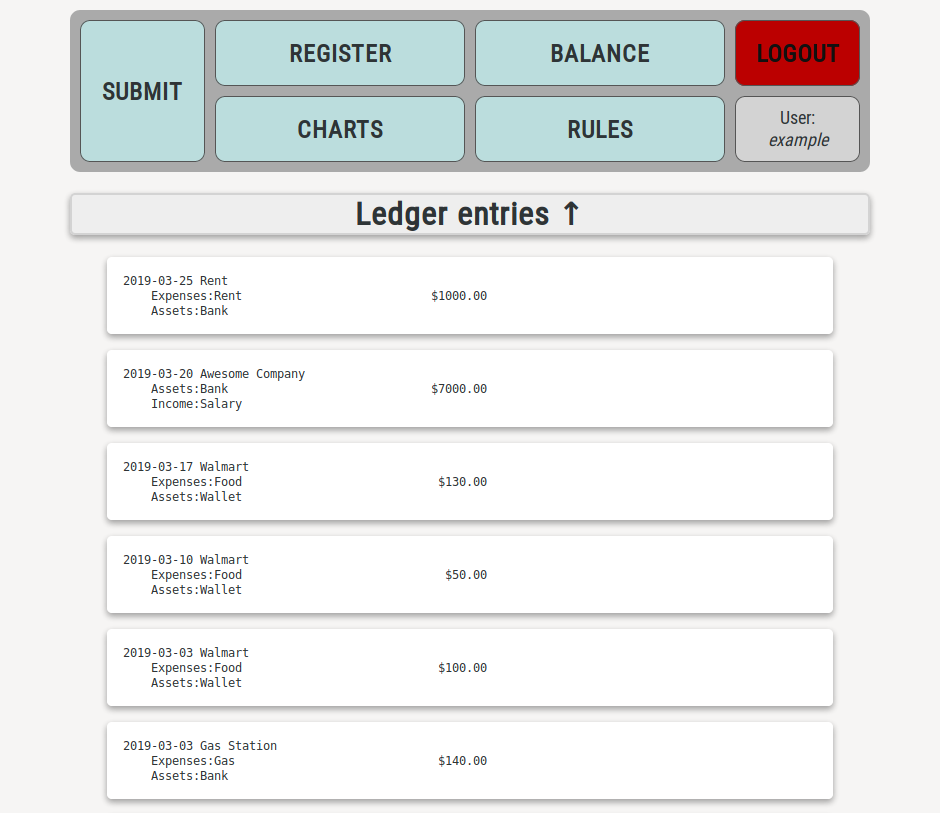 SUBMIT
REGISTER
BALANCE
LOGOUT
CHARTS
RULES
User:
example
Ledger entries ↑
2019-03-25 Rent
Expenses:Rent $1000.00
Assets:Bank
2019-03-20 Awesome Company
Assets:Bank $7000.00
Income:Salary
2019-03-17 Walmart
Expenses:Food $130.00
Assets:Wallet
2019-03-10 Walmart
Expenses:Food $50.00
Assets:Wallet
2019-03-03 Walmart
Expenses:Food $100.00
Assets:Wallet
2019-03-03 Gas Station
Expenses:Gas $140.00
Assets:Bank